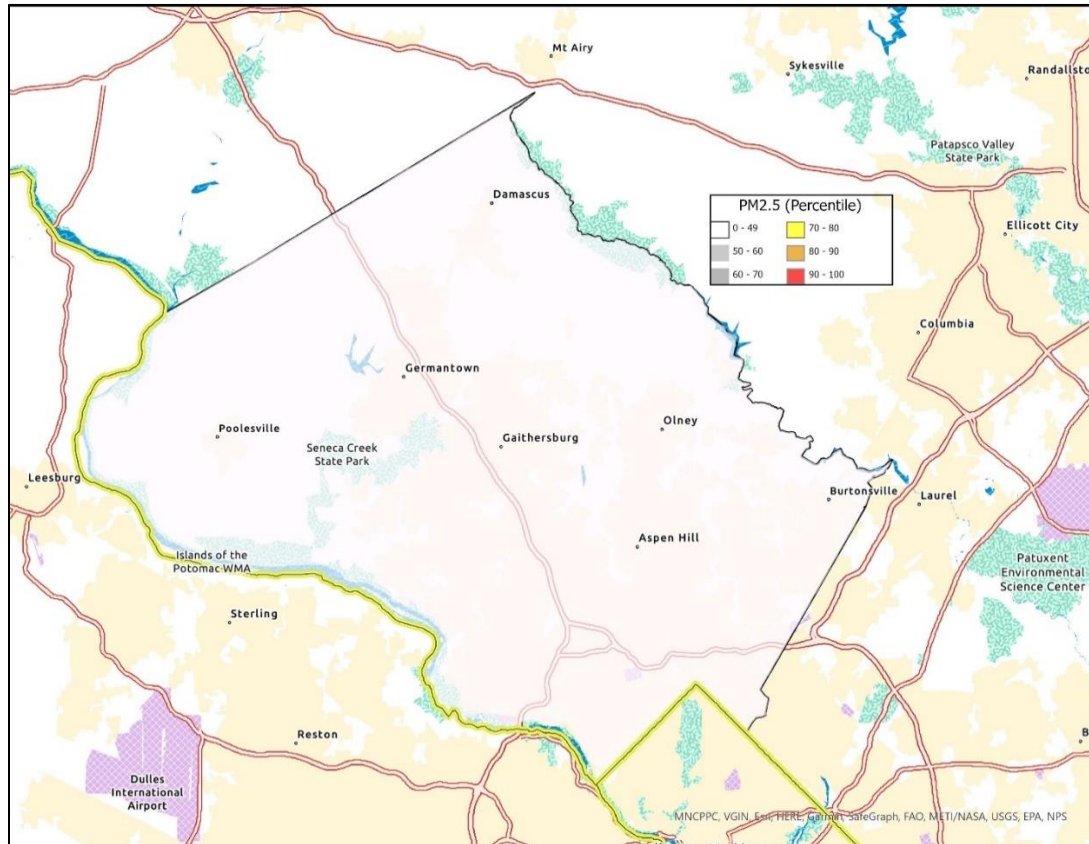 Mt Airy
Sykesville
Randallsto
Patapsco Valley
State Park
Damascus
PM2.5 (Percentile)
0 - 49
70 - 80
50 - 60
80 - 90
60 - 70
90 - 100
Ellicott City
Columbia
Germantown
Olney
Poolesville
Seneca Creek
State Park
Gaithersburg
Leesburg
Burtonsville
Laurel
Aspen Hill
Islands of the
Potomac WMA
Patuxent
Environmental
Science Center
Sterling
Reston
B
Dulles
International
Airport
MNCPPC, VGIN, Esri, HERE, Garmin, SafeGraph, FAO, METI/NASA, USGS, EPA, NPS